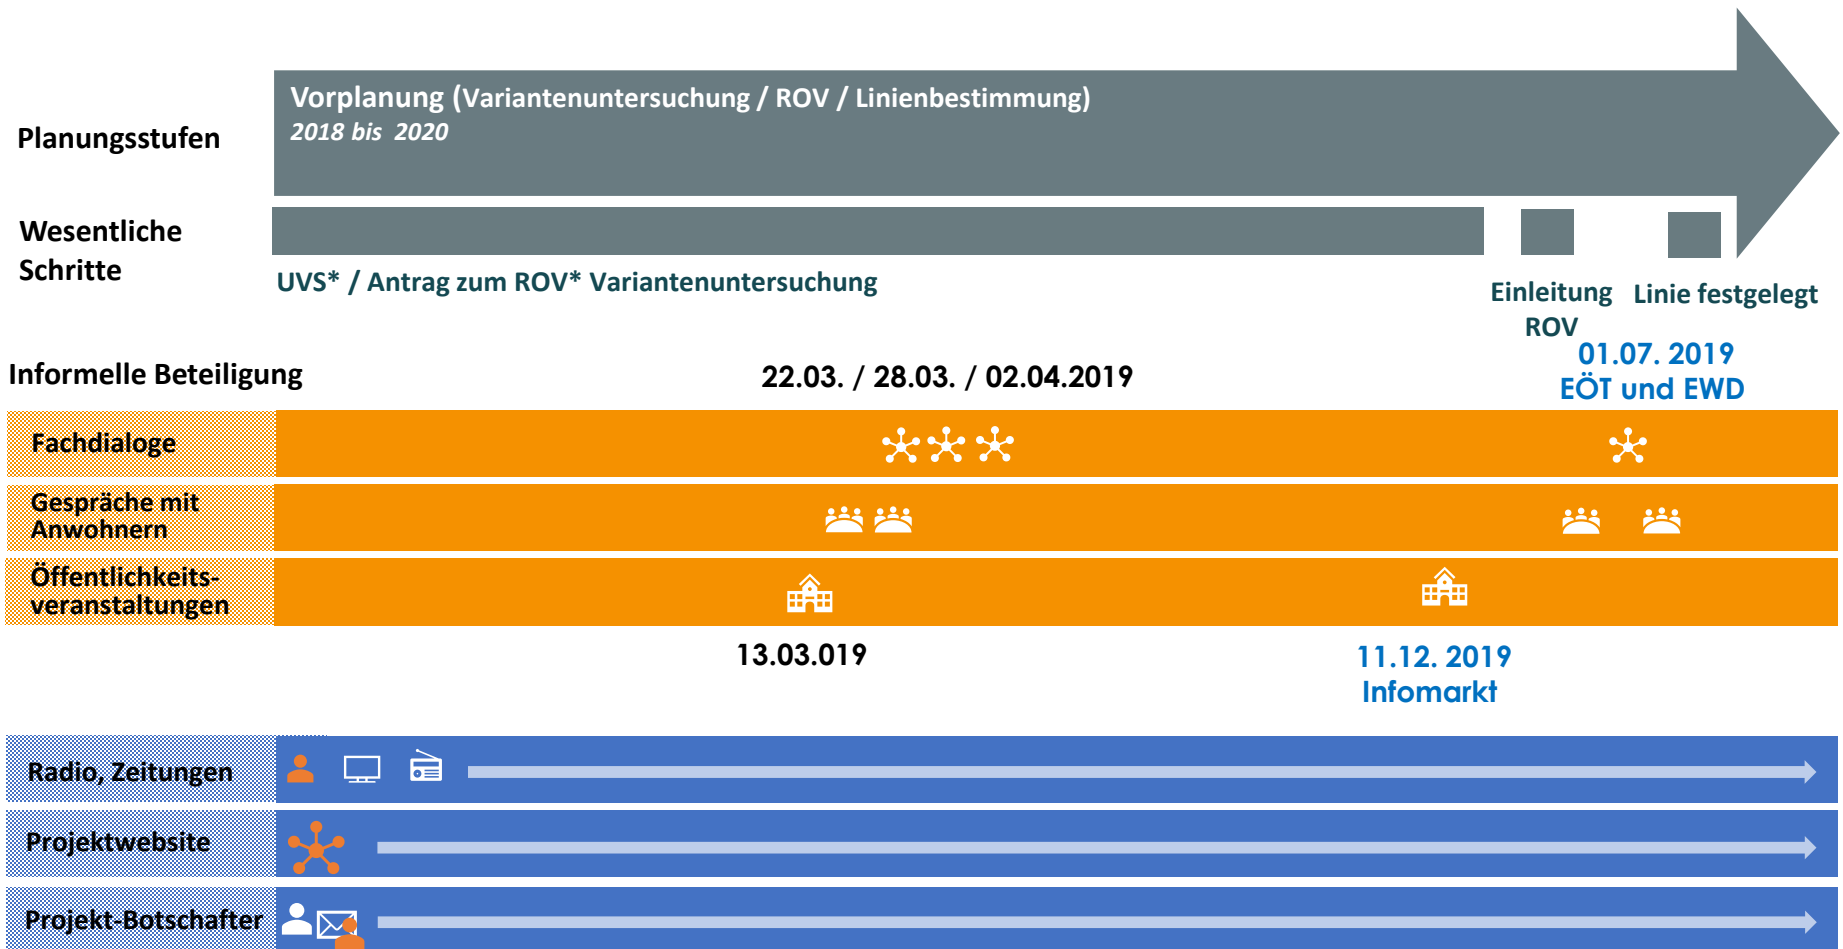 Vorplanung (Variantenuntersuchung / ROV / Linienbestimmung)
2018 bis 2020
Planungsstufen
Wesentliche
Schritte
UVS* / Antrag zum ROV* Variantenuntersuchung
Einleitung
ROV
Linie festgelegt
Informelle Beteiligung
22.03. / 28.03. / 02.04.2019
01.07. 2019
EÖT und EWD
Fachdialoge
Gespräche mit
Anwohnern
Öffentlichkeits-
veranstaltungen
13.03.019
11.12. 2019
Infomarkt
Radio, Zeitungen
Projektwebsite
Projekt-Botschafter